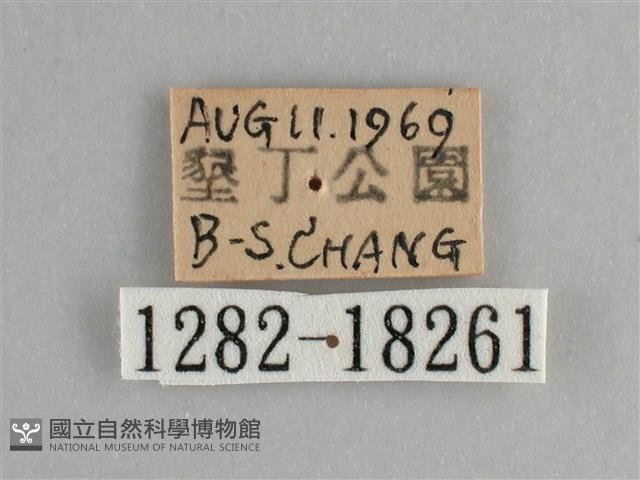 AUG 11.1969
墾丁公園
B-S.CHANG
1282-18261
國立自然科學博物館
NATIONAL MUSEUM OF NATURAL SCIENCE